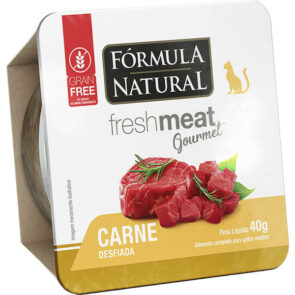 GRAIN
FREE
FÓRMULA
NATURAL
freshmeat
Gourmet
CARNE
DESFIADA
Peso Líquido 40g
Alimento completo para gatos adultos